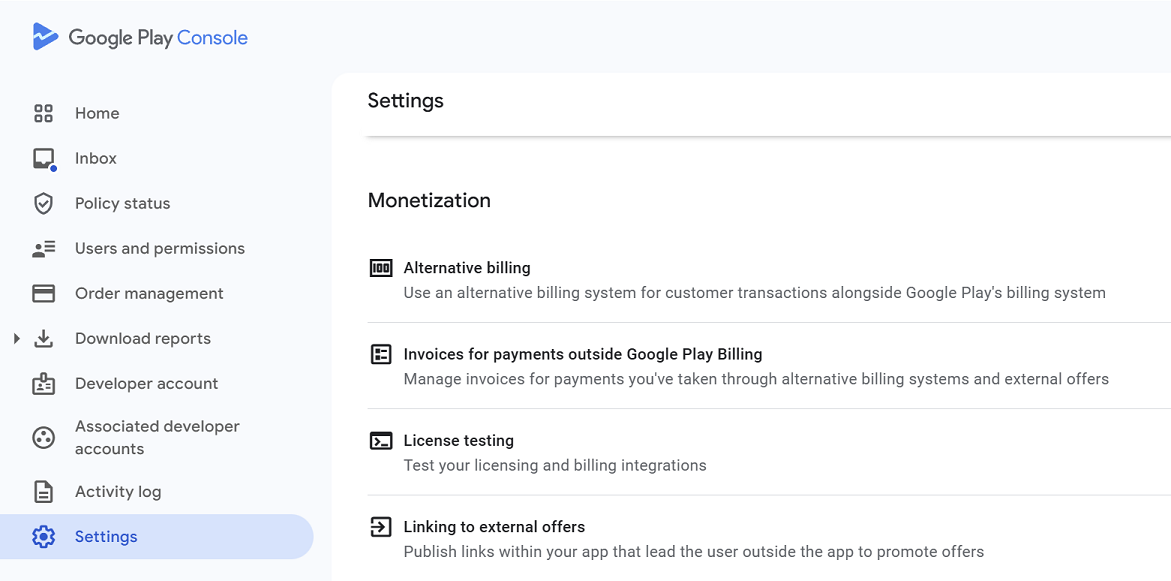 Google Play Console
Home
Inbox
Policy status
Users and permissions
Order management
Download reports
Developer account
Associated developer
accounts
Activity log
Settings
Settings
Monetization
100
Alternative billing
Use an alternative billing system for customer transactions alongside Google Play's billing system
Invoices for payments outside Google Play Billing
Manage invoices for payments you've taken through alternative billing systems and external offers
License testing
Test your licensing and billing integrations
Linking to external offers
Publish links within your app that lead the user outside the app to promote offers